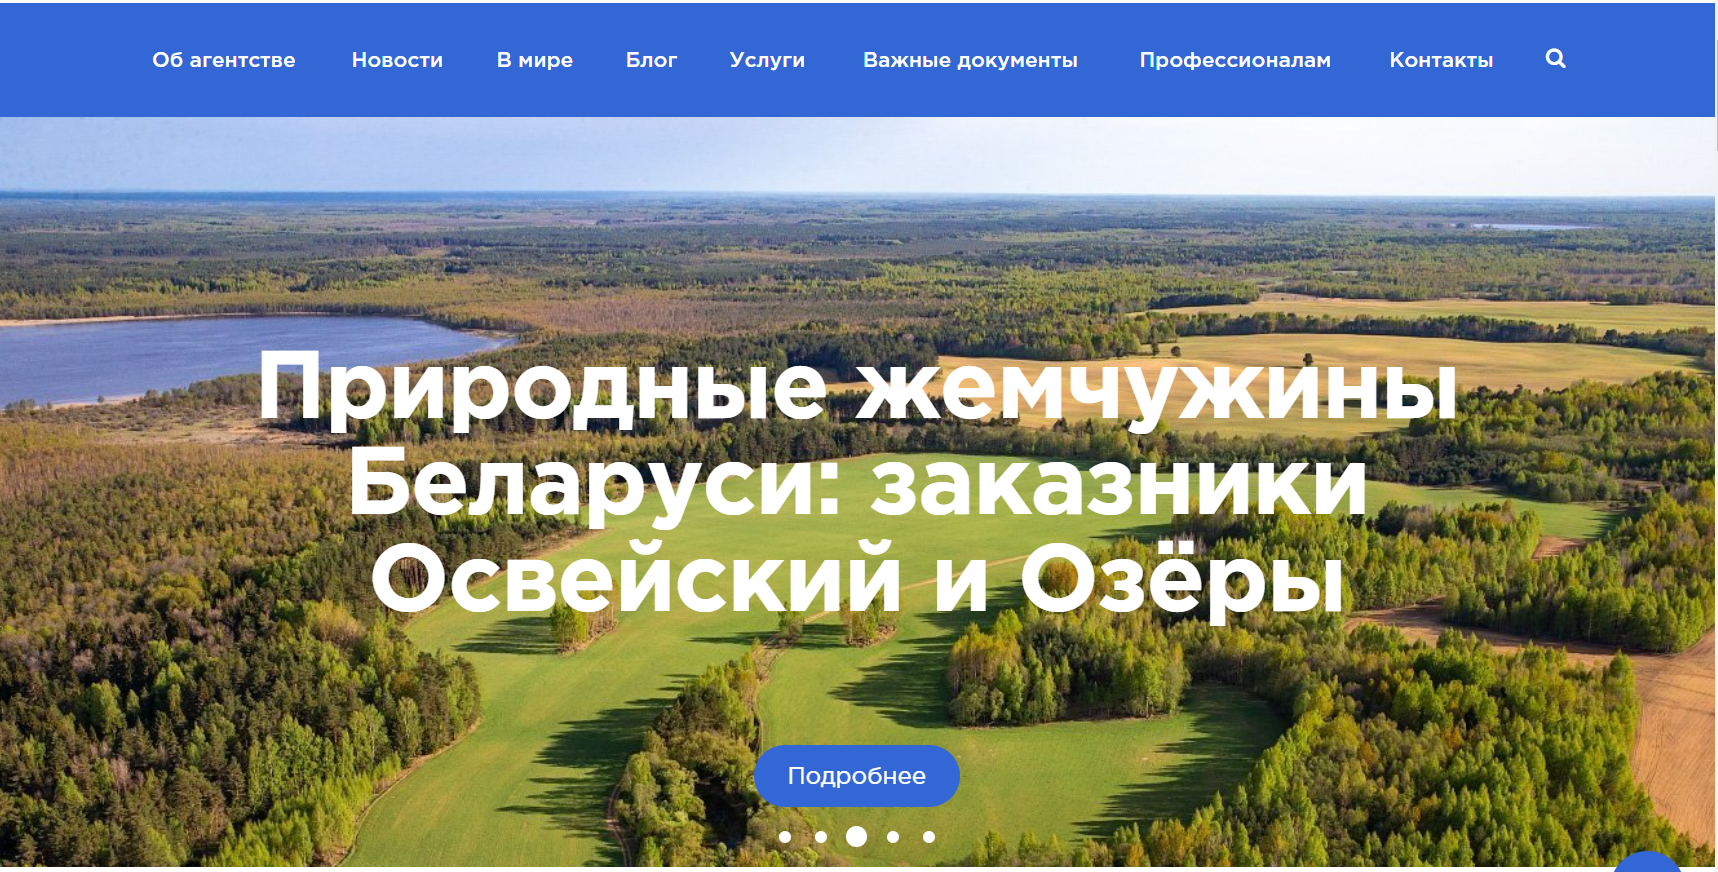 Об агентстве Новости В мире Блог Услуги Важные документы Профессионалам Контакты
Природные жемчужины
Беларуси: заказники
Освейский и Озёры
Подробнее